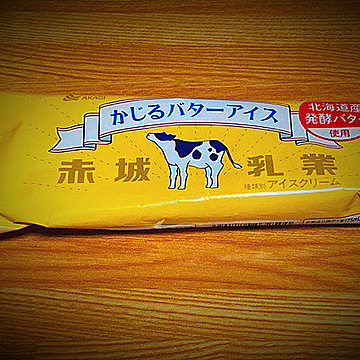 AKAGI
かじるバターアイス
北海道産
発酵バター
使用
赤城乳業
種類別 アイスクリーム